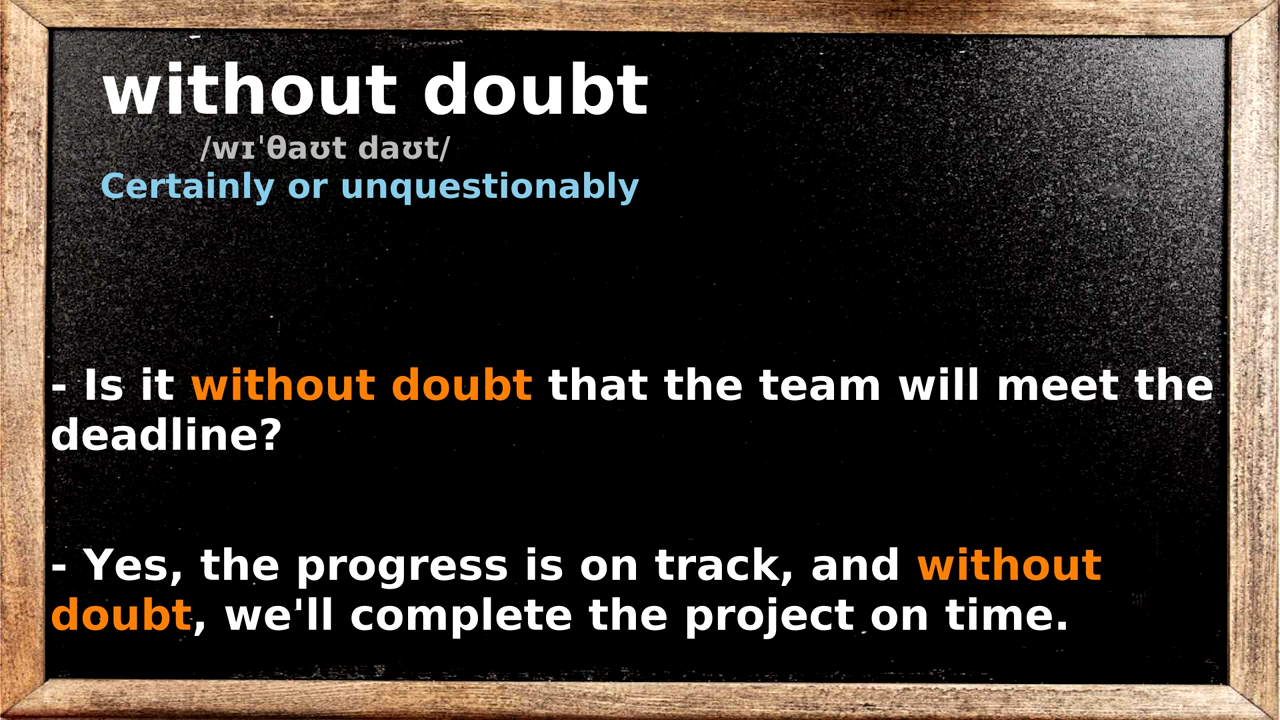 without doubt
/wɪˈθaʊt daʊt/
Certainly or unquestionably
- Is it without doubt that the team will meet the
deadline?
- Yes, the progress is on track, and without
doubt, we'll complete the project on time.